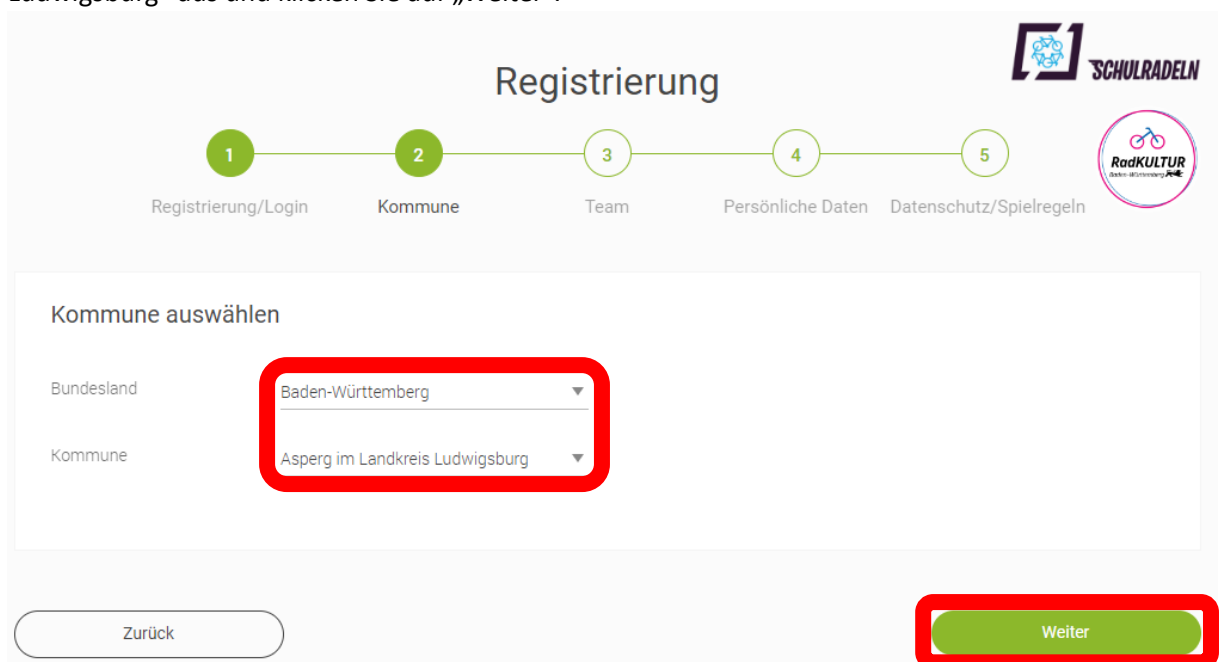 Ludwigsburg“ aus und klicken Sie auf „Weiter“.
Registrierung
SCHULRADELN
1
2
3
4
5
RadKULTUR
Baden-Württemberg
Registrierung/Login
Kommune
Team
Persönliche Daten
Datenschutz/Spielregeln
Kommune auswählen
Bundesland
Baden-Württemberg
Kommune
Asperg im Landkreis Ludwigsburg
Zurück
Weiter